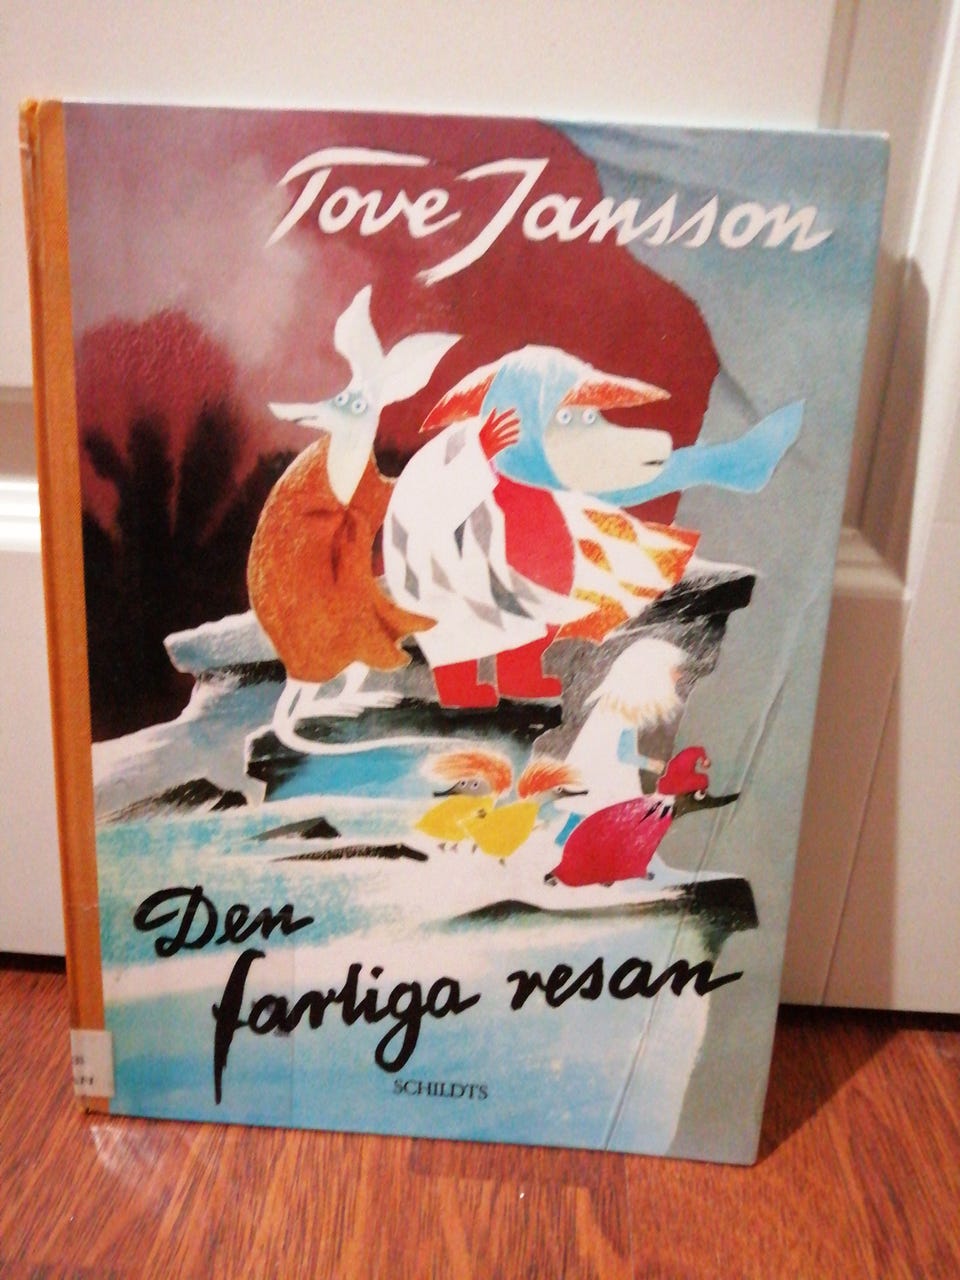 Tove Jansson
Den
farliga resan
SCHILDTS